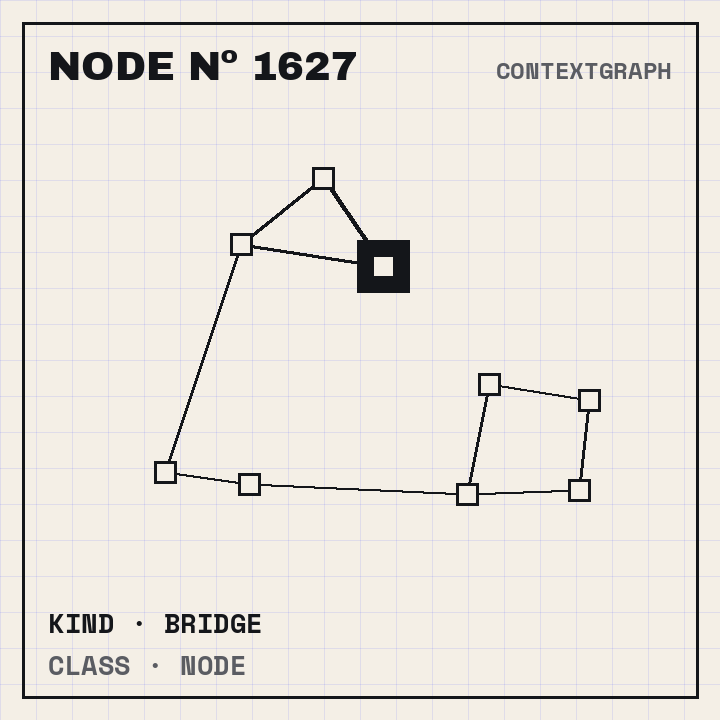 NODE Nº 1627
CONTEXTGRAPH
KIND · BRIDGE
CLASS · NODE